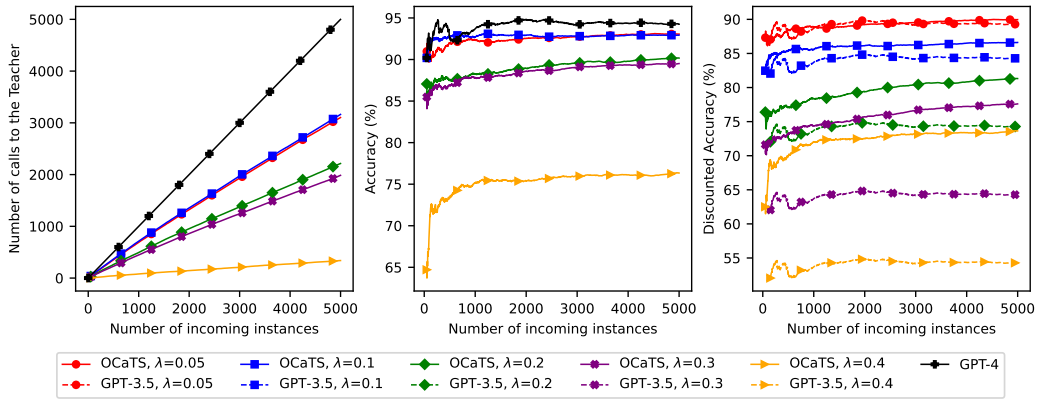 Number of calls to the Teacher
5000
4000
3000
2000
1000
0
0 1000 2000 3000 4000 5000
Number of incoming instances
Accuracy (%)
95
90
85
80
75
70
65
0 1000 2000 3000 4000 5000
Number of incoming instances
Discounted Accuracy (%)
90
85
80
75
70
65
60
55
0 1000 2000 3000 4000 5000
Number of incoming instances
OCaTS, λ=0.05 OCaTS, λ=0.1 OCaTS, λ=0.2 OCaTS, λ=0.3 OCaTS, λ=0.4 GPT-4
GPT-3.5, λ=0.05 GPT-3.5, λ=0.1 GPT-3.5, λ=0.2 GPT-3.5, λ=0.3 GPT-3.5, λ=0.4